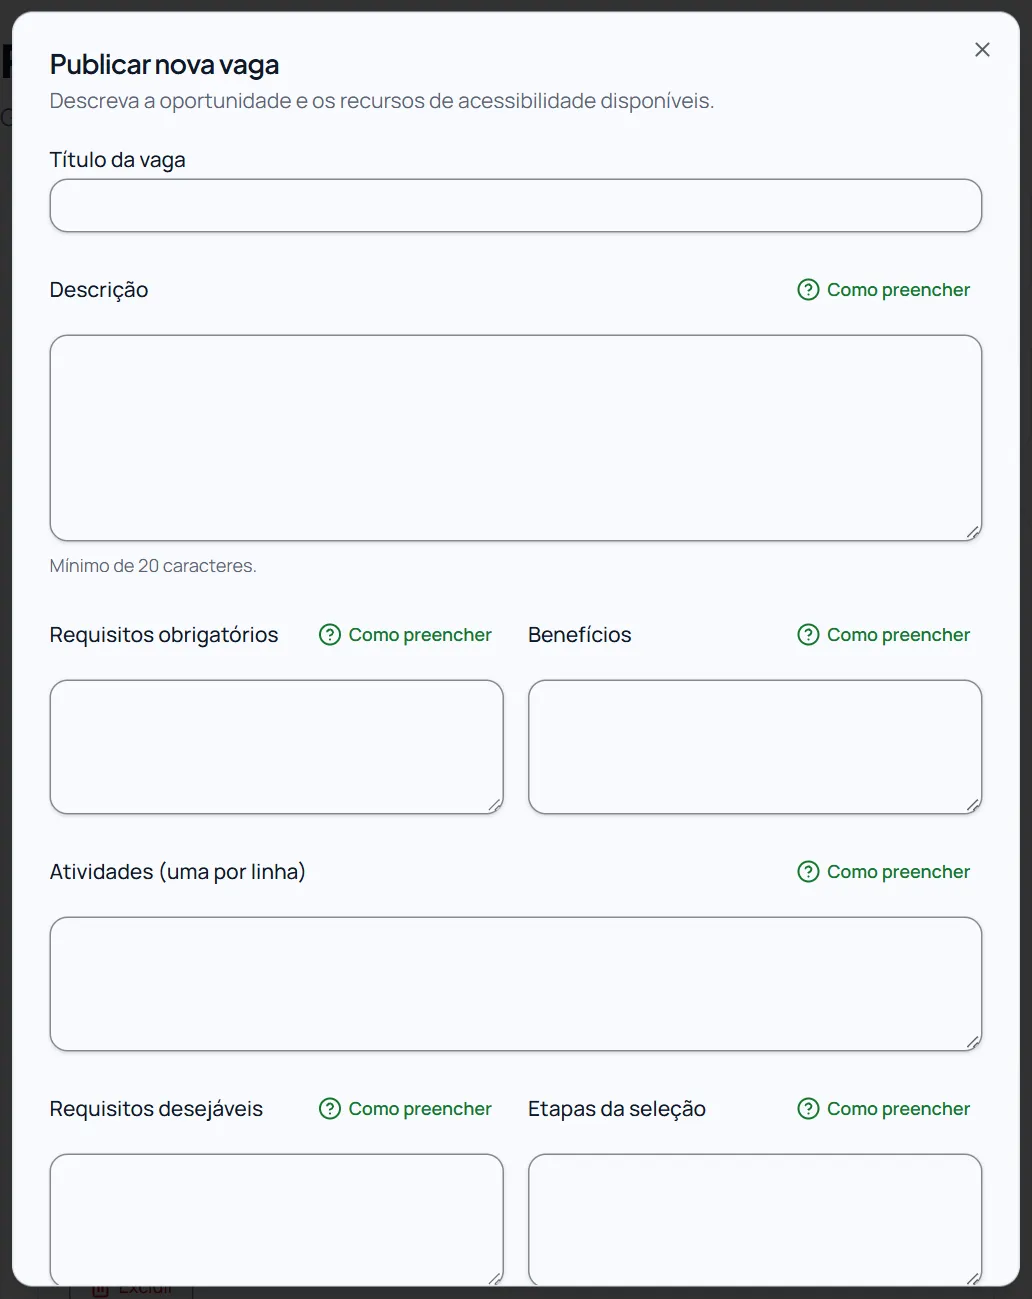 Publicar nova vaga
Descreva a oportunidade e os recursos de acessibilidade disponíveis.
Título da vaga
Descrição
Como preencher
Mínimo de 20 caracteres.
Requisitos obrigatórios
Como preencher
Benefícios
Como preencher
Atividades (uma por linha)
Como preencher
Requisitos desejáveis
Como preencher
Etapas da seleção
Como preencher
Excluir